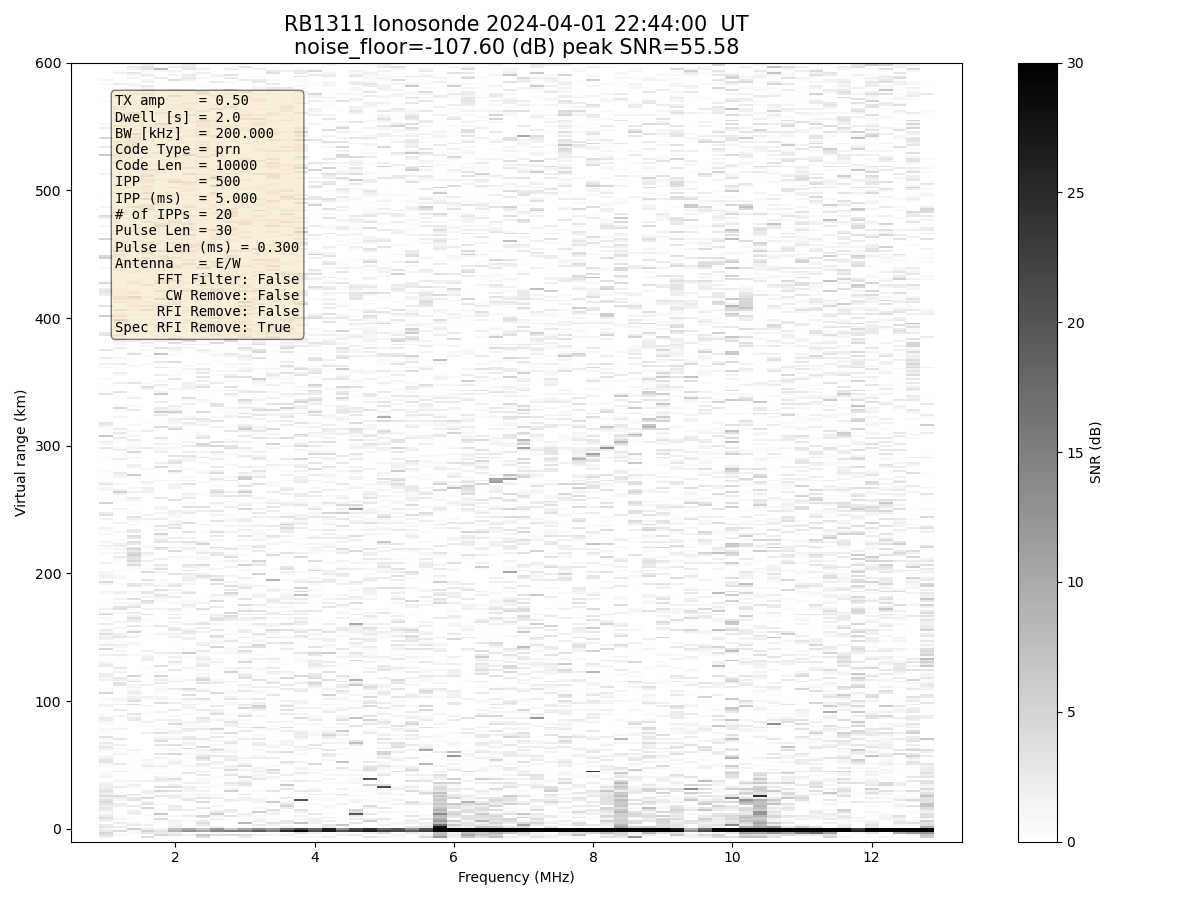 RB1311 Ionosonde 2024-04-01 22:44:00 UT
noise_floor=-107.60 (dB) peak SNR=55.58
TX amp = 0.50
Dwell [s] = 2.0
BW [kHz] = 200.000
Code Type = prn
Code Len = 10000
IPP = 500
IPP (ms) = 5.000
# of IPPs = 20
Pulse Len = 30
Pulse Len (ms) = 0.300
Antenna = E/W
FFT Filter: False
CW Remove: False
RFI Remove: False
Spec RFI Remove: True
600
500
400
300
200
100
0
Virtual range (km)
2 4 6 8 10 12
Frequency (MHz)
30
25
20
15
10
5
0
SNR (dB)